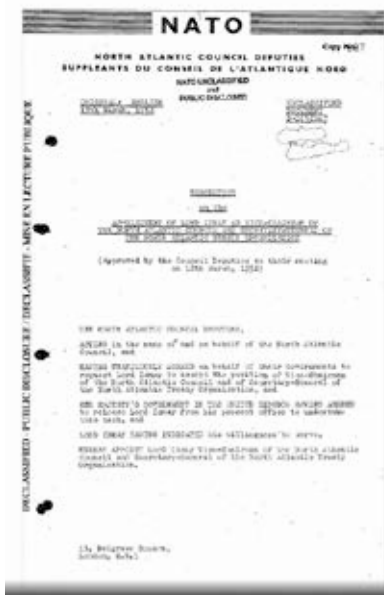 NATO
NORTH ATLANTIC COUNCIL DEPUTIES
SUPPLEANTS DU CONSEIL DE L'ATLANTIQUE NORD
NATO UNCLASSIFIED
and
PUBLIC DISCLOSED
ORIGINAL: ENGLISH
March, 1952
RESOLUTION
on the
APPOINTMENT OF LORD ISMAY AS VICE-CHAIRMAN OF
THE NORTH ATLANTIC COUNCIL AND SECRETARY-GENERAL OF
THE NORTH ATLANTIC TREATY ORGANIZATION
(Approved by the Council Deputies at their meeting
on 12th March, 1952)
THE NORTH ATLANTIC COUNCIL DEPUTIES,
ACTING in the name of and on behalf of the North Atlantic
Council, and
HAVING AGREED on behalf of their Governments to
request Lord Ismay to accept the position of Vice-Chairman
of the North Atlantic Council and of Secretary-General of
the North Atlantic Treaty Organization, and
HER MAJESTY'S GOVERNMENT IN THE UNITED KINGDOM HAVING AGREED
to release Lord Ismay from his present office to undertake
this task, and
LORD ISMAY HAVING INDICATED his willingness to serve,
HEREBY APPOINT Lord Ismay Vice-Chairman of the North Atlantic
Council and Secretary-General of the North Atlantic Treaty
Organization.
13, Belgrave Square,
London, S.W.1
DECLASSIFIED - PUBLIC DISCLOSURE / DECLASSIFIE - MISE EN LECTURE PUBLIQUE